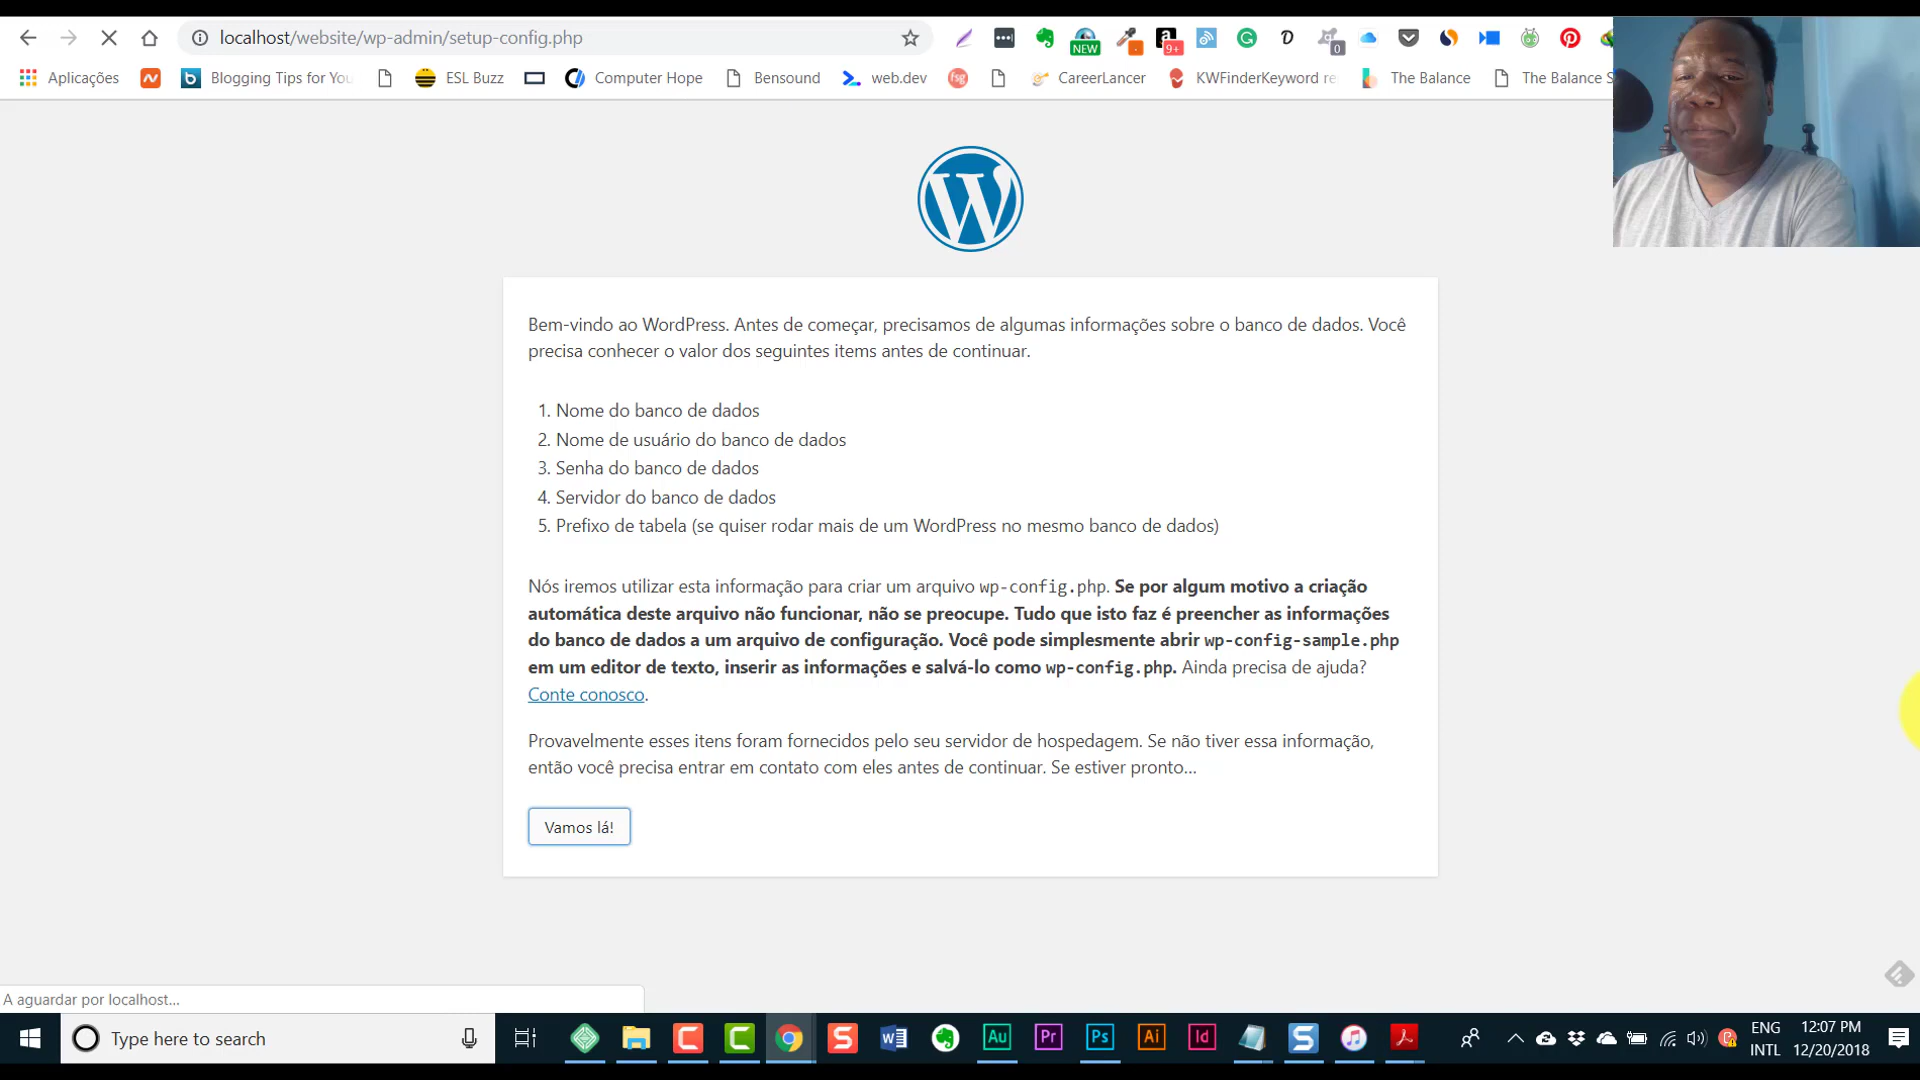 localhost/website/wp-admin/setup-config.php
NEW
9+
0
Aplicações
Blogging Tips for You
ESL Buzz
Computer Hope
Bensound
web.dev
fsg
CareerLancer
KWFinderKeyword re
The Balance
The Balance S
W
Bem-vindo ao WordPress. Antes de começar, precisamos de algumas informações sobre o banco de dados. Você
precisa conhecer o valor dos seguintes items antes de continuar.
1. Nome do banco de dados
2. Nome de usuário do banco de dados
3. Senha do banco de dados
4. Servidor do banco de dados
5. Prefixo de tabela (se quiser rodar mais de um WordPress no mesmo banco de dados)
Nós iremos utilizar esta informação para criar um arquivo wp-config.php. Se por algum motivo a criação
automática deste arquivo não funcionar, não se preocupe. Tudo que isto faz é preencher as informações
do banco de dados a um arquivo de configuração. Você pode simplesmente abrir wp-config-sample.php
em um editor de texto, inserir as informações e salvá-lo como wp-config.php. Ainda precisa de ajuda?
Conte conosco.
Provavelmente esses itens foram fornecidos pelo seu servidor de hospedagem. Se não tiver essa informação,
então você precisa entrar em contato com eles antes de continuar. Se estiver pronto...
Vamos lá!
A aguardar por localhost...
Type here to search
Au
Pr
Ps
Ai
Id
ENG
INTL
12:07 PM
12/20/2018